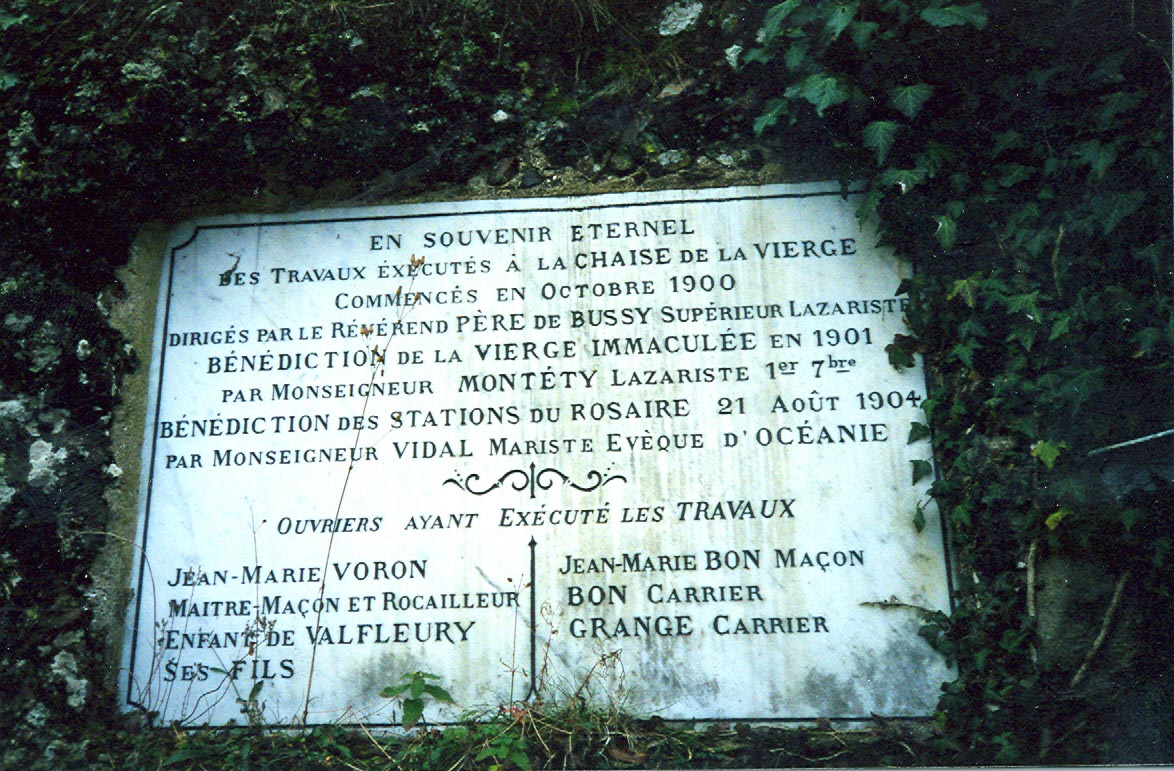 EN SOUVENIR ETERNEL
DES TRAVAUX ÉXÉCUTÉS À LA CHAISE DE LA VIERGE
COMMENCÉS EN OCTOBRE 1900
DIRIGÉS PAR LE RÉVÉREND PÈRE DE BUSSY SUPÉRIEUR LAZARISTE
BÉNÉDICTION DE LA VIERGE IMMACULÉE EN 1901
PAR MONSEIGNEUR MONTÉTY LAZARISTE 1er 7bre
BÉNÉDICTION DES STATIONS DU ROSAIRE 21 AOÛT 1904
PAR MONSEIGNEUR VIDAL MARISTE EVÈQUE D'OCÉANIE
OUVRIERS AYANT EXÉCUTÉ LES TRAVAUX
JEAN-MARIE VORON
MAITRE-MAÇON ET ROCAILLEUR
ENFANT DE VALFLEURY
SES FILS
JEAN-MARIE BON MAÇON
BON CARRIER
GRANGE CARRIER